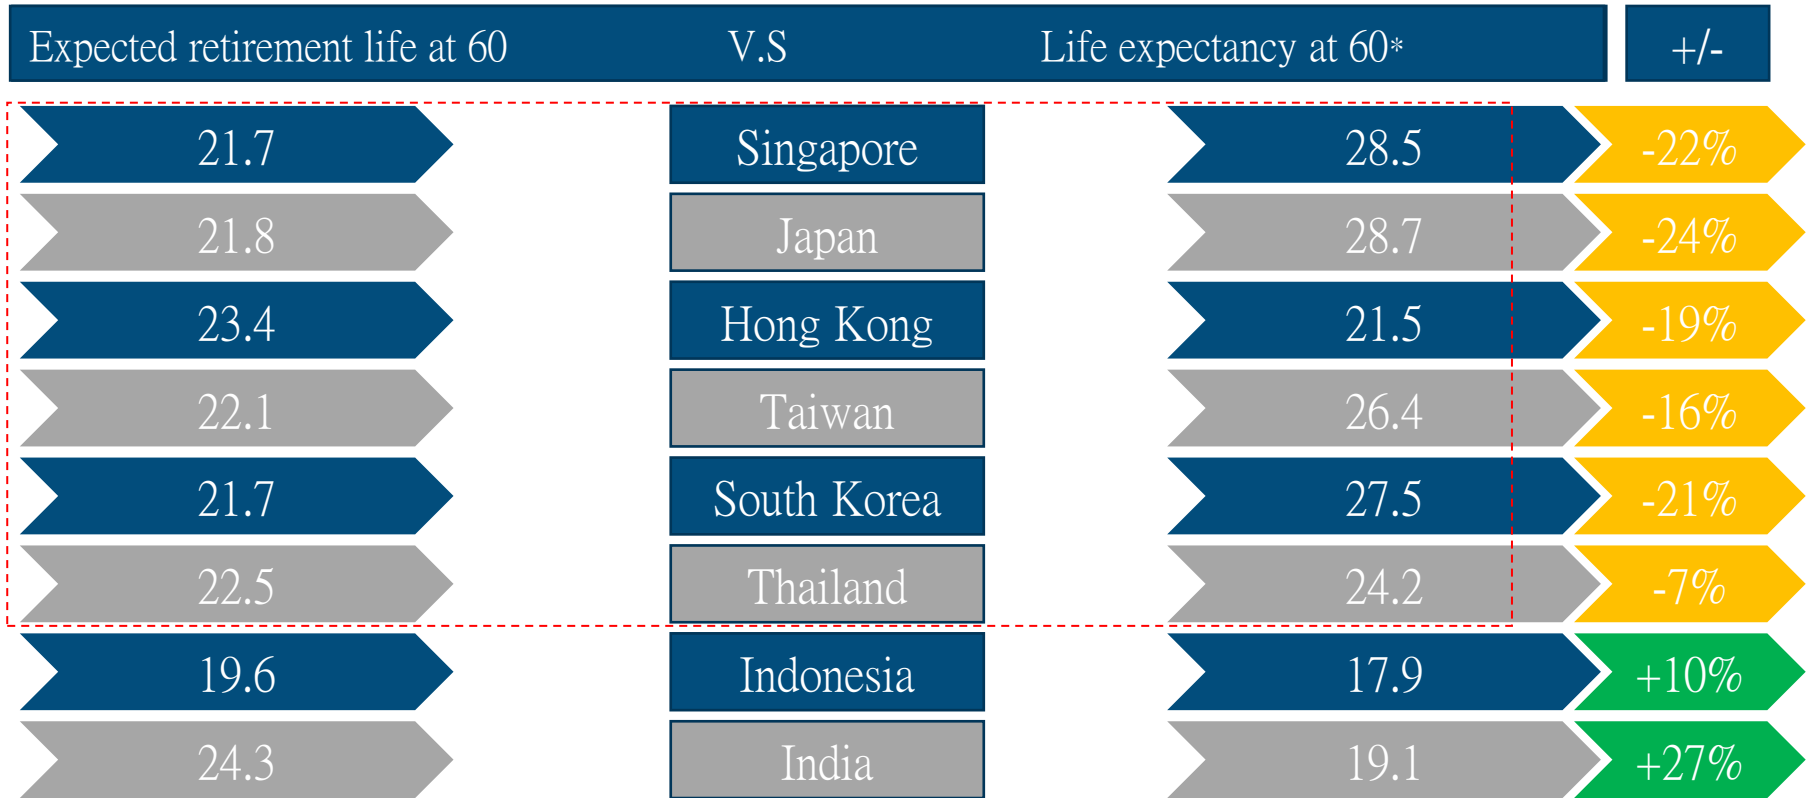 Expected retirement life at 60 V.S Life expectancy at 60* +/-
21.7 Singapore 28.5 -22%
21.8 Japan 28.7 -24%
23.4 Hong Kong 21.5 -19%
22.1 Taiwan 26.4 -16%
21.7 South Korea 27.5 -21%
22.5 Thailand 24.2 -7%
19.6 Indonesia 17.9 +10%
24.3 India 19.1 +27%